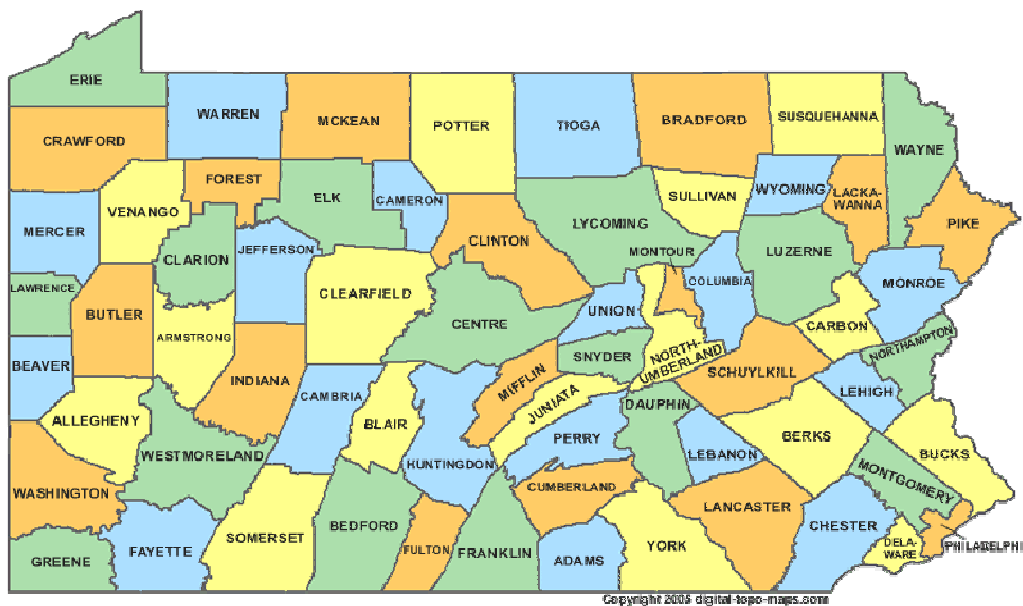 ERIE
WARREN
MCKEAN
POTTER
TIOGA
BRADFORD
SUSQUEHANNA
WAYNE
CRAWFORD
FOREST
ELK
CAMERON
SULLIVAN
WYOMING
LACKA-
WANNA
PIKE
MERCER
VENANGO
CLARION
JEFFERSON
CLINTON
LYCOMING
MONTOUR
COLUMBIA
LUZERNE
MONROE
LAWRENCE
BUTLER
ARMSTRONG
CLEARFIELD
CENTRE
UNION
NORTH-
UMBERLAND
CARBON
NORTHAMPTON
BEAVER
INDIANA
CAMBRIA
BLAIR
MIFFLIN
SNYDER
JUNIATA
SCHUYLKILL
LEHIGH
ALLEGHENY
WESTMORELAND
HUNTINGDON
PERRY
DAUPHIN
LEBANON
BERKS
BUCKS
MONTGOMERY
WASHINGTON
CUMBERLAND
LANCASTER
CHESTER
GREENE
FAYETTE
SOMERSET
BEDFORD
FULTON
FRANKLIN
ADAMS
YORK
DELA-
WARE
PHILADELPHI
Copyright 2005 digital-topo-maps.com